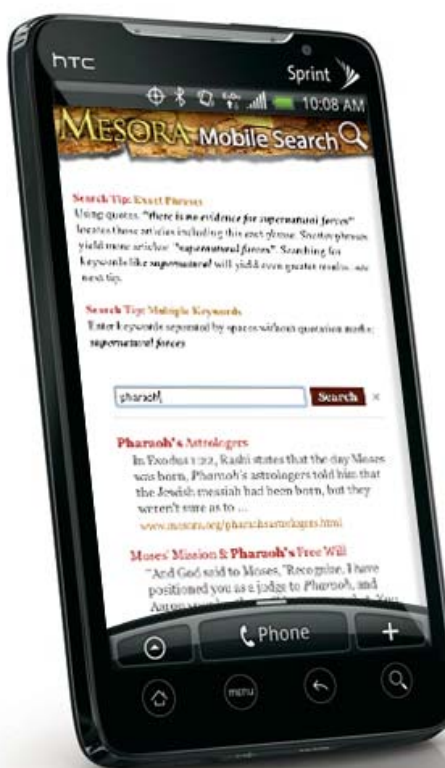 hTC
Sprint
10:08 AM
MESORA Mobile Search
Search Tip: Exact Phrases
Using quotes, "there is no evidence for supernatural forces"
locates those articles including this exact phrase. Shorter phrases
yield more articles: "supernatural forces". Searching for
keywords like supernatural will yield even greater results...see
next tip.
Search Tip: Multiple Keywords
Enter keywords separated by spaces without quotation marks:
supernatural forces
pharaoh
Search ×
Pharaoh's Astrologers
In Exodus 1:22, Rashi states that the day Moses
was born, Pharaoh's astrologers told him that
the Jewish messiah had been born, but they
weren't sure as to ...
www.mesora.org/pharaohsastrologers.html
Moses' Mission & Pharaoh's Free Will
"And God said to Moses, "Recognize, I have
positioned you as a judge to Pharaoh, and
Aaron
Phone
+
menu